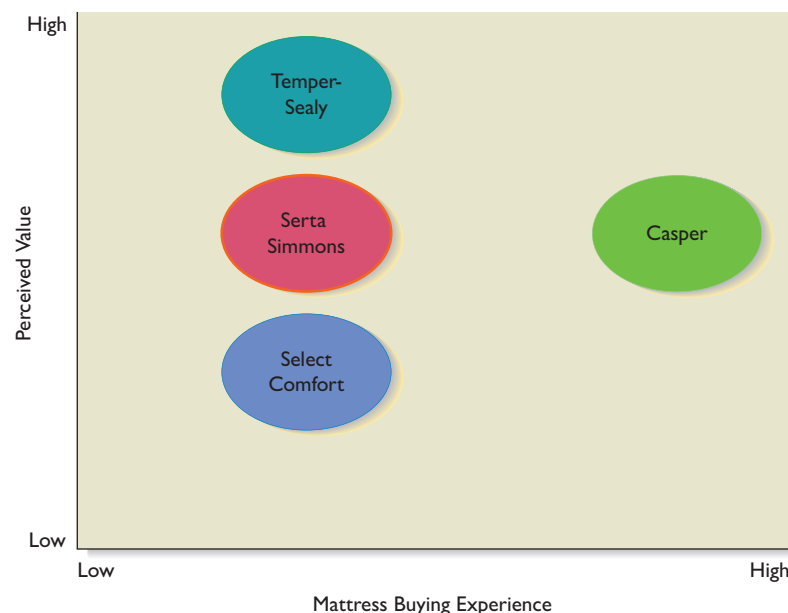 High
Temper-
Sealy
Serta
Simmons
Casper
Perceived Value
Select
Comfort
Low
Low
High
Mattress Buying Experience